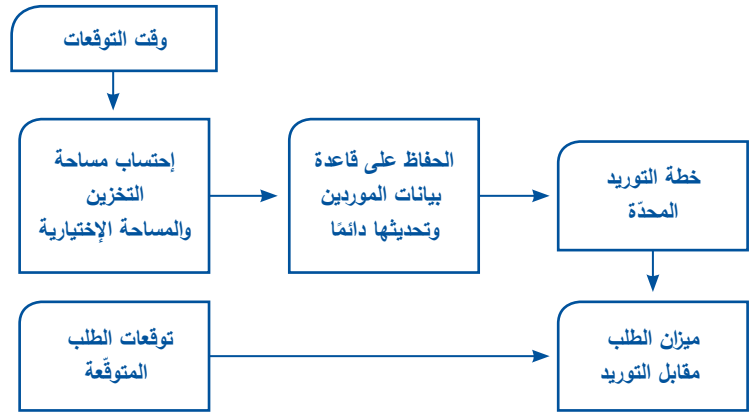 وقت التوقعات
إحتساب مساحة
التخزين
والمساحة الإختيارية
الحفاظ على قاعدة
بيانات الموردين
وتحديثها دائمًا
خطة التوريد
المحدّة
توقعات الطلب
المتوقّعة
ميزان الطلب
مقابل التوريد